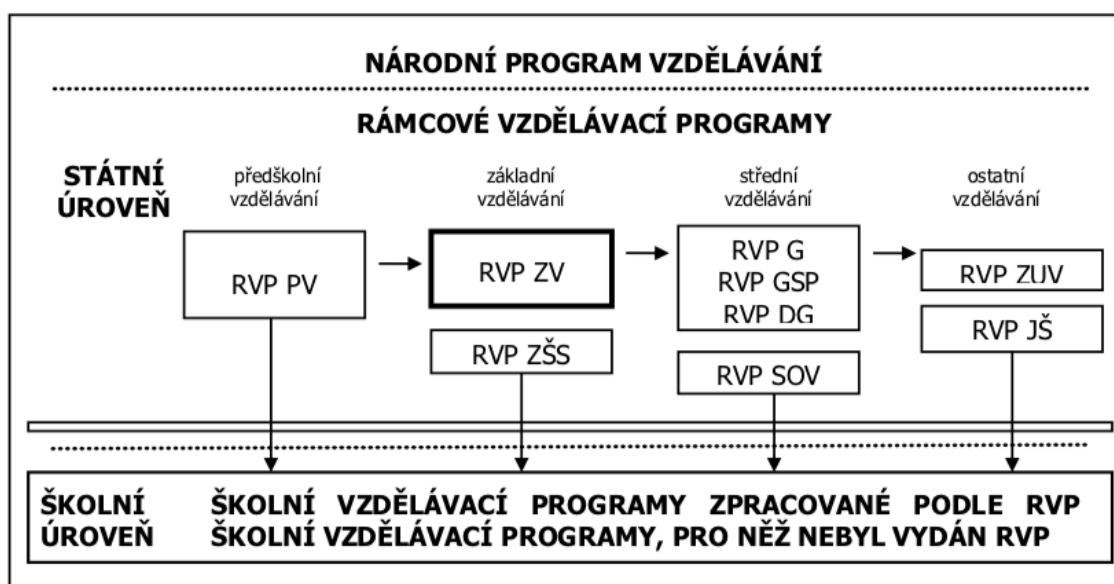 NÁRODNÍ PROGRAM VZDĚLÁVÁNÍ
RÁMCOVÉ VZDĚLÁVACÍ PROGRAMY
STÁTNÍ
ÚROVEŇ
předškolní
vzdělávání
základní
vzdělávání
střední
vzdělávání
ostatní
vzdělávání
RVP PV
RVP ZV
RVP ZŠS
RVP G
RVP GSP
RVP DG
RVP SOV
RVP ZUV
RVP JŠ
ŠKOLNÍ
ÚROVEŇ
ŠKOLNÍ VZDĚLÁVACÍ PROGRAMY ZPRACOVANÉ PODLE RVP
ŠKOLNÍ VZDĚLÁVACÍ PROGRAMY, PRO NĚŽ NEBYL VYDÁN RVP